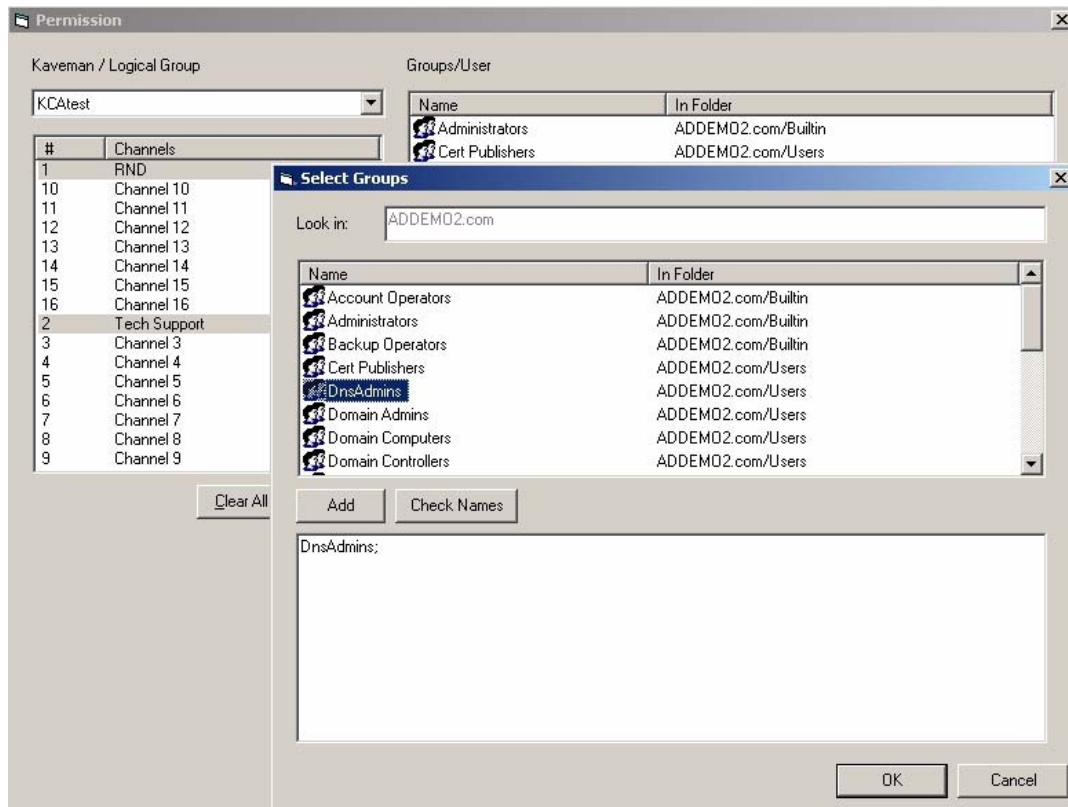 Permission
Kaveman / Logical Group
Groups/User
KCAtest
Name In Folder
Administrators ADDEMO2.com/Builtin
Cert Publishers ADDEMO2.com/Users
# Channels
1 RND
10 Channel 10
11 Channel 11
12 Channel 12
13 Channel 13
14 Channel 14
15 Channel 15
16 Channel 16
2 Tech Support
3 Channel 3
4 Channel 4
5 Channel 5
6 Channel 6
7 Channel 7
8 Channel 8
9 Channel 9
Clear All
Select Groups
Look in: ADDEMO2.com
Name In Folder
Account Operators ADDEMO2.com/Builtin
Administrators ADDEMO2.com/Builtin
Backup Operators ADDEMO2.com/Builtin
Cert Publishers ADDEMO2.com/Users
DnsAdmins ADDEMO2.com/Users
Domain Admins ADDEMO2.com/Users
Domain Computers ADDEMO2.com/Users
Domain Controllers ADDEMO2.com/Users
Add Check Names
DnsAdmins;
OK Cancel